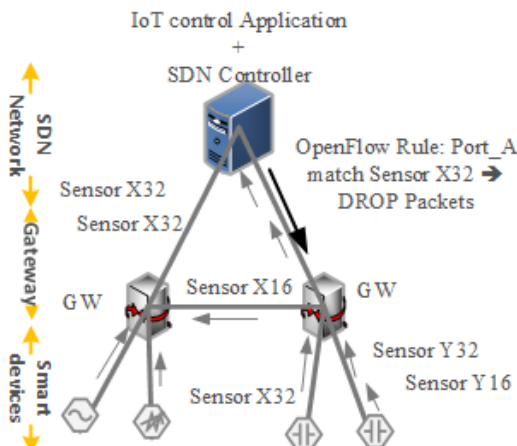 IoT control Application
+
SDN Controller
SDN
Network
OpenFlow Rule: Port_A
match Sensor X32 ➔
DROP Packets
Sensor X32
Sensor X32
Gateway
GW
Sensor X16
GW
Smart
devices
Sensor X32
Sensor Y32
Sensor Y16